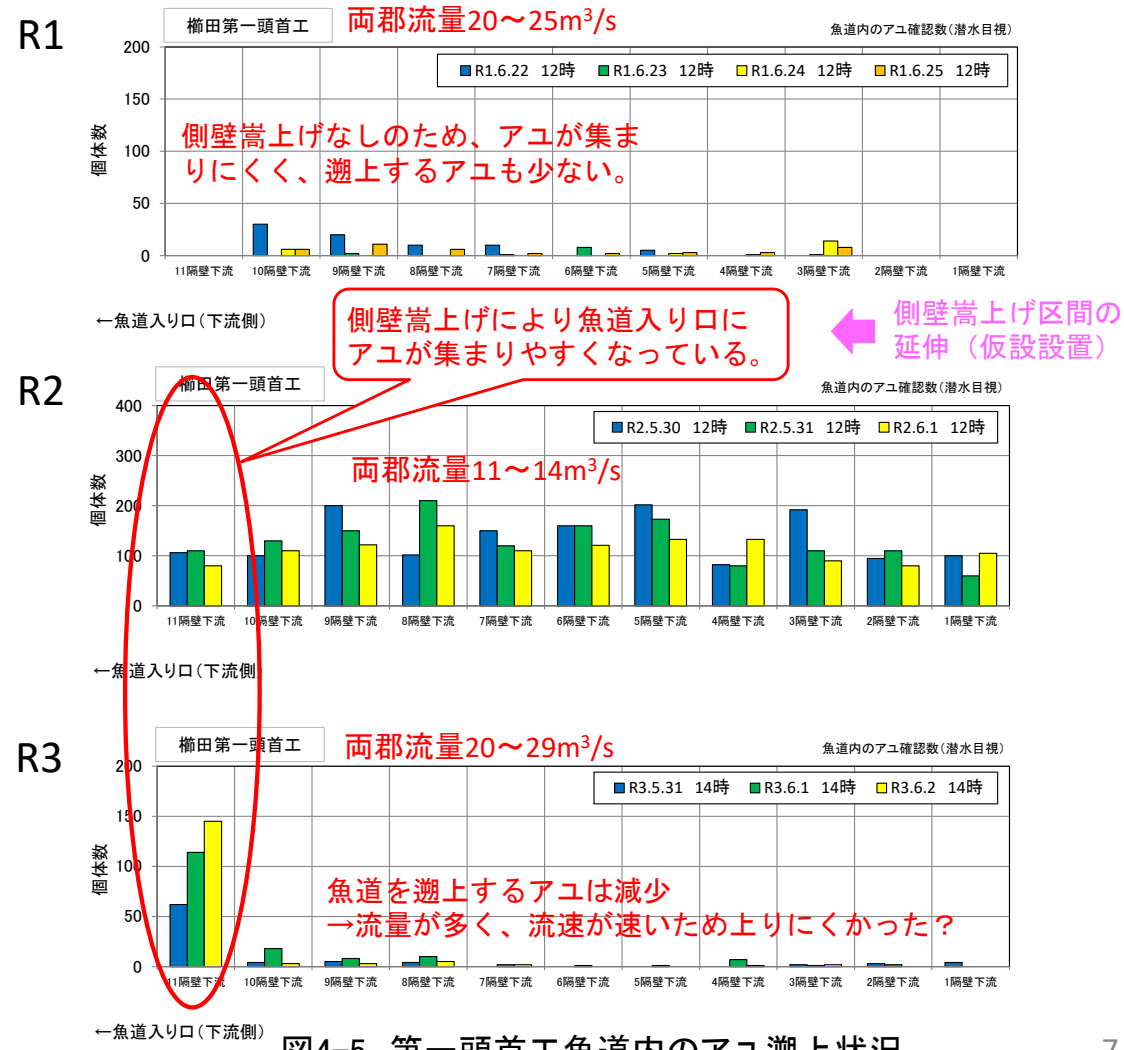 R1
櫛田第一頭首工
両郡流量20～25m³/s
魚道内のアユ確認数(潜水目視)
200
150
100
50
0
個体数
■R1.6.22 12時 ■R1.6.23 12時 ■R1.6.24 12時 ■R1.6.25 12時
側壁嵩上げなしのため、アユが集ま
りにくく、遡上するアユも少ない。
11隔壁下流 10隔壁下流 9隔壁下流 8隔壁下流 7隔壁下流 6隔壁下流 5隔壁下流 4隔壁下流 3隔壁下流 2隔壁下流 1隔壁下流
←魚道入り口(下流側)
側壁嵩上げにより魚道入り口に
アユが集まりやすくなっている。
側壁嵩上げ区間の
延伸（仮設設置）
R2
櫛田第一頭首工
魚道内のアユ確認数(潜水目視)
400
300
200
100
0
個体数
■R2.5.30 12時 ■R2.5.31 12時 ■R2.6.1 12時
両郡流量11～14m³/s
11隔壁下流 10隔壁下流 9隔壁下流 8隔壁下流 7隔壁下流 6隔壁下流 5隔壁下流 4隔壁下流 3隔壁下流 2隔壁下流 1隔壁下流
←魚道入り口(下流側)
R3
櫛田第一頭首工
両郡流量20～29m³/s
魚道内のアユ確認数(潜水目視)
200
150
100
50
0
個体数
■R3.5.31 14時 ■R3.6.1 14時 ■R3.6.2 14時
魚道を遡上するアユは減少
→流量が多く、流速が速いため上りにくかった？
11隔壁下流 10隔壁下流 9隔壁下流 8隔壁下流 7隔壁下流 6隔壁下流 5隔壁下流 4隔壁下流 3隔壁下流 2隔壁下流 1隔壁下流
←魚道入り口(下流側)
図4-5 第一頭首工魚道内のアユ遡上状況
7